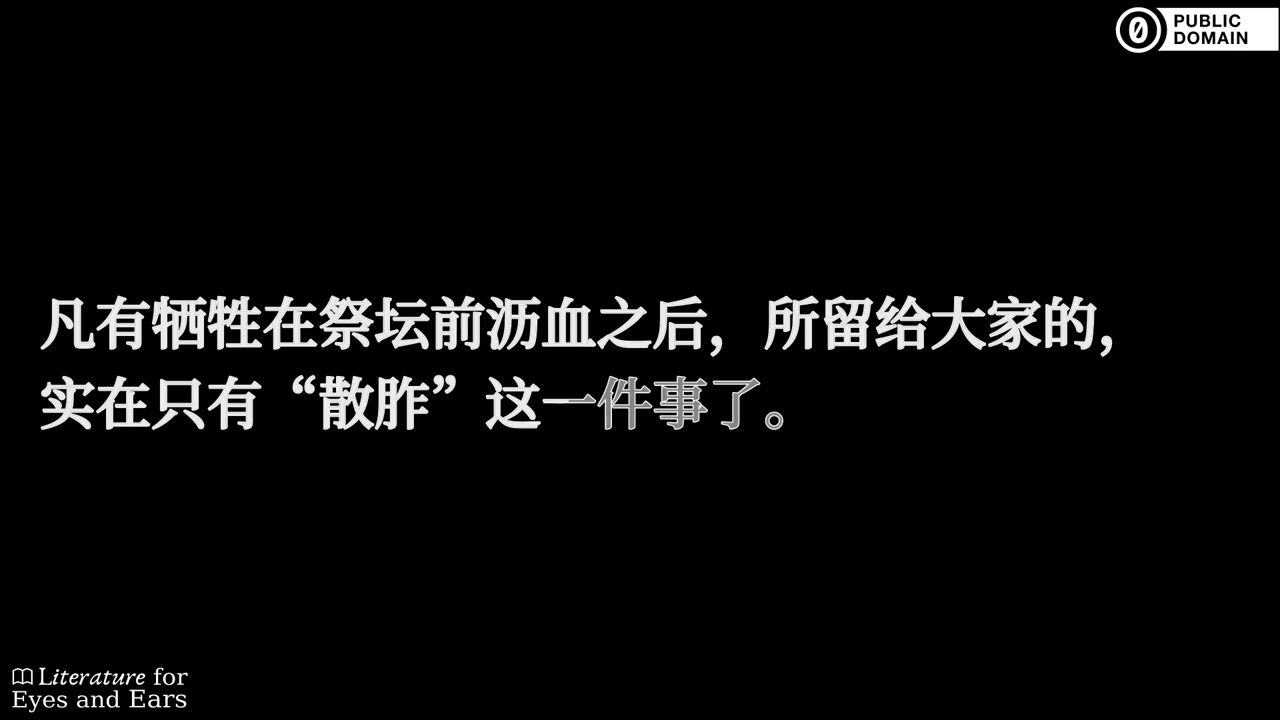 PUBLIC
DOMAIN
凡有牺牲在祭坛前沥血之后，所留给大家的，
实在只有“散胙”这一件事了。
Literature for
Eyes and Ears